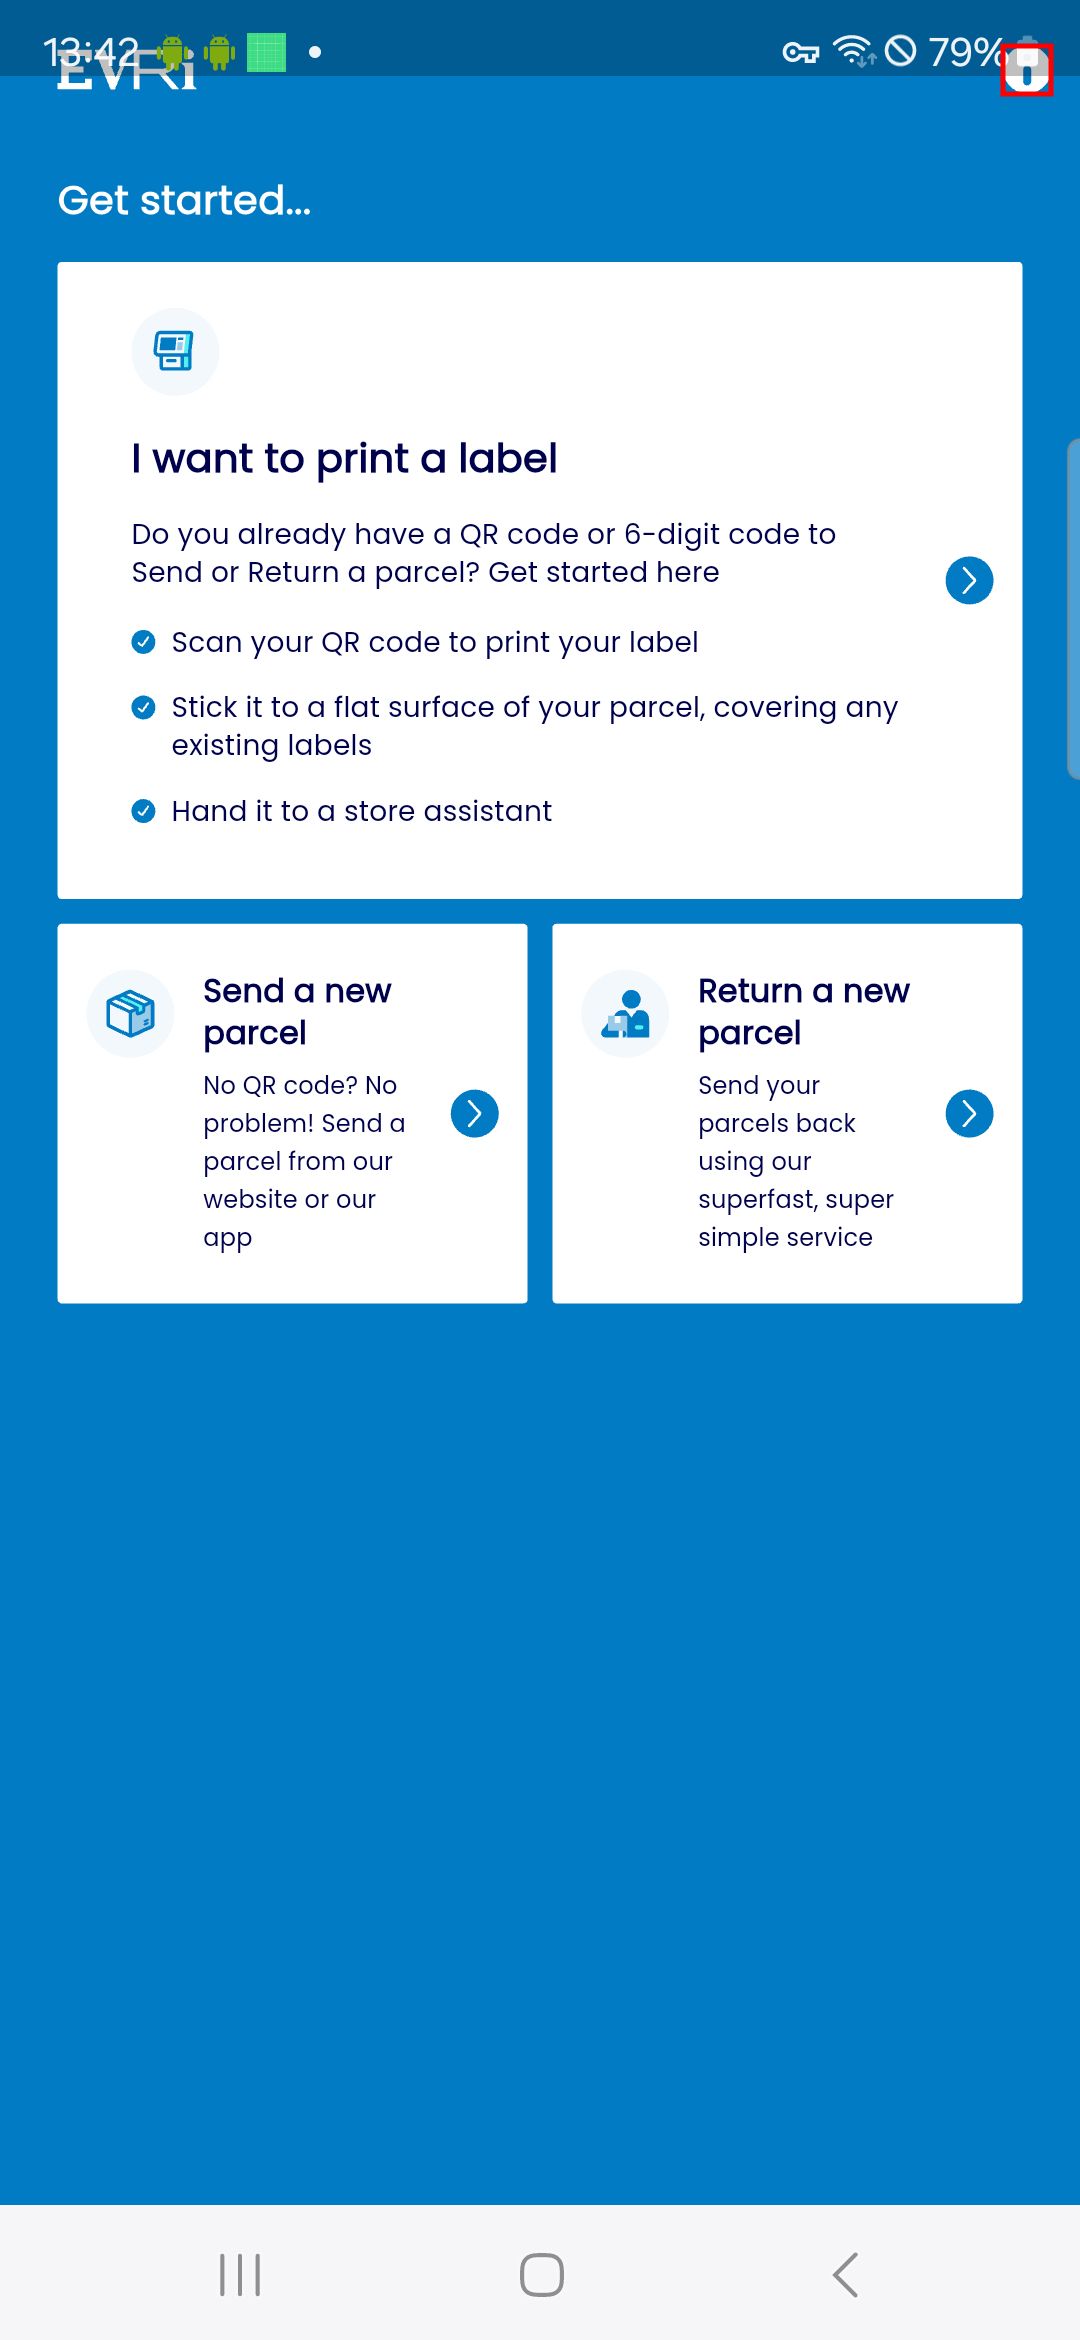 13:42
79%
EVRi
Get started...
I want to print a label
Do you already have a QR code or 6-digit code to
Send or Return a parcel? Get started here
Scan your QR code to print your label
Stick it to a flat surface of your parcel, covering any
existing labels
Hand it to a store assistant
Send a new
parcel
No QR code? No
problem! Send a
parcel from our
website or our
app
Return a new
parcel
Send your
parcels back
using our
superfast, super
simple service